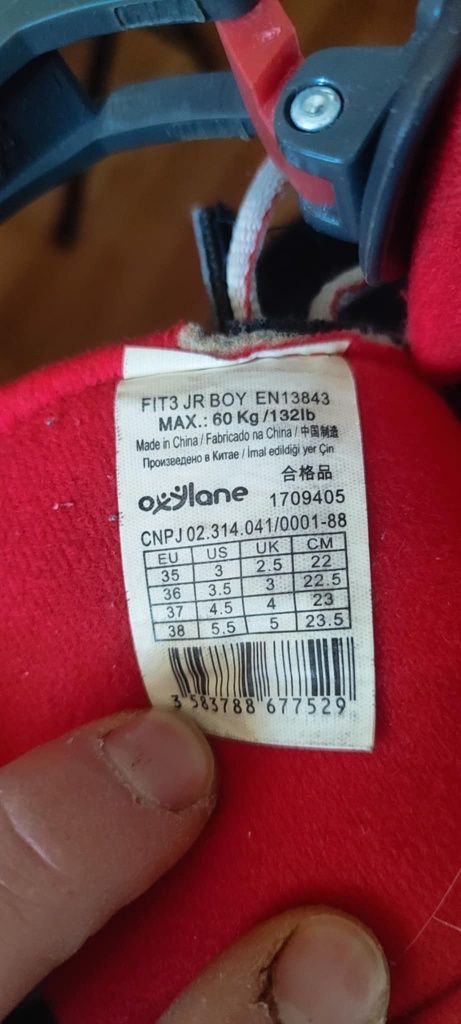 FIT3 JR BOY EN13843
MAX.: 60 Kg /132lb
Made in China / Fabricado na China / 中国制造
Произведено в Китае / İmal edildiği yer Çin
合格品
oxylane 1709405
CNPJ 02.314.041/0001-88
EU US UK CM
35 3 2.5 22
36 3.5 3 22.5
37 4.5 4 23
38 5.5 5 23.5
3 583788 677529